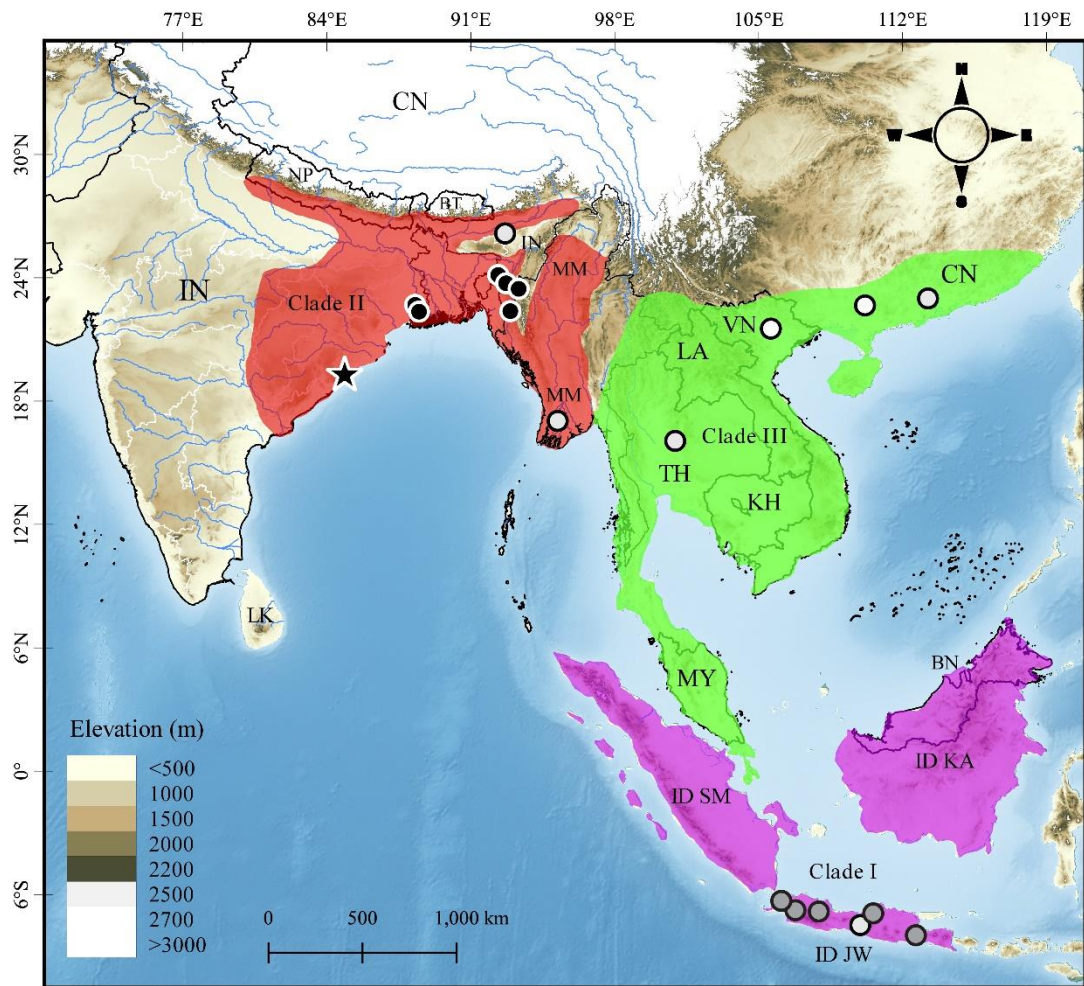 77°E 84°E 91°E 98°E 105°E 112°E 119°E
30°N
24°N
18°N
12°N
6°N
0°
6°S
N
W E
S
CN
NP
BT
IN
IN
MM
CN
Clade II
VN
LA
MM
Clade III
TH
KH
LK
BN
MY
ID KA
ID SM
Clade I
ID JW
Elevation (m)
<500
1000
1500
2000
2200
2500
2700
>3000
0 500 1,000 km